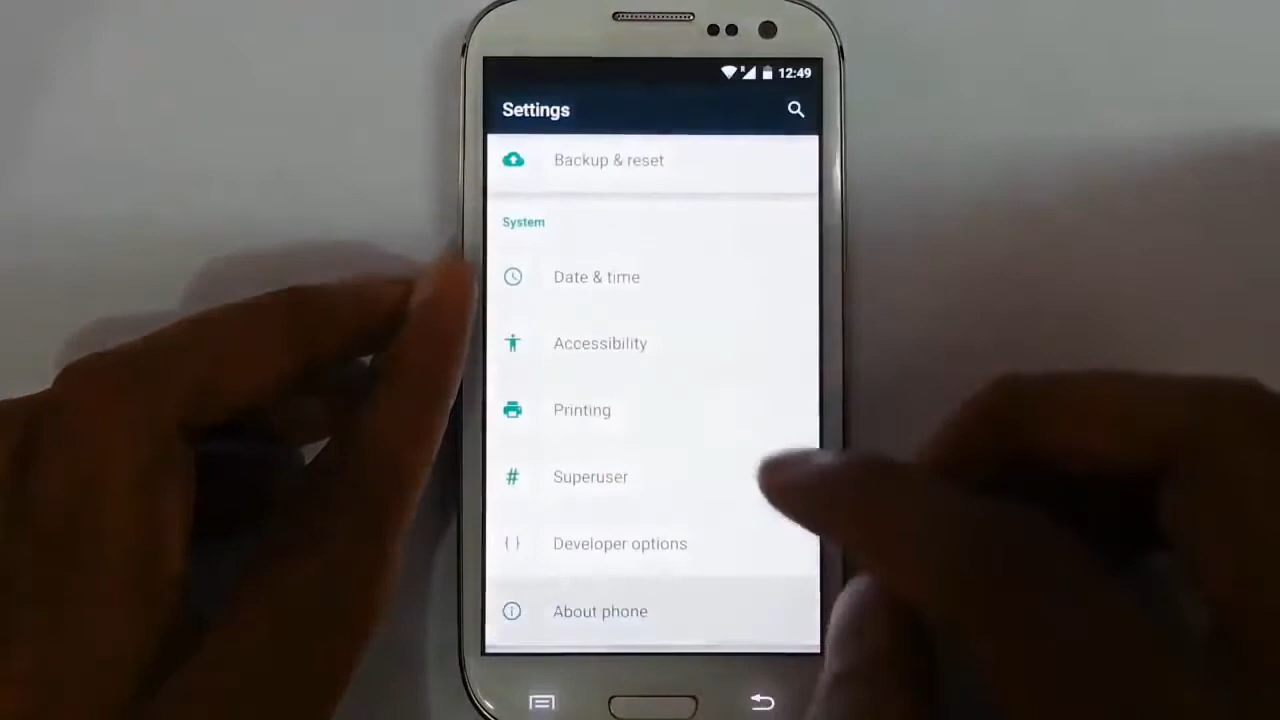 12:49
Settings
Backup & reset
System
Date & time
Accessibility
Printing
# Superuser
{ } Developer options
About phone